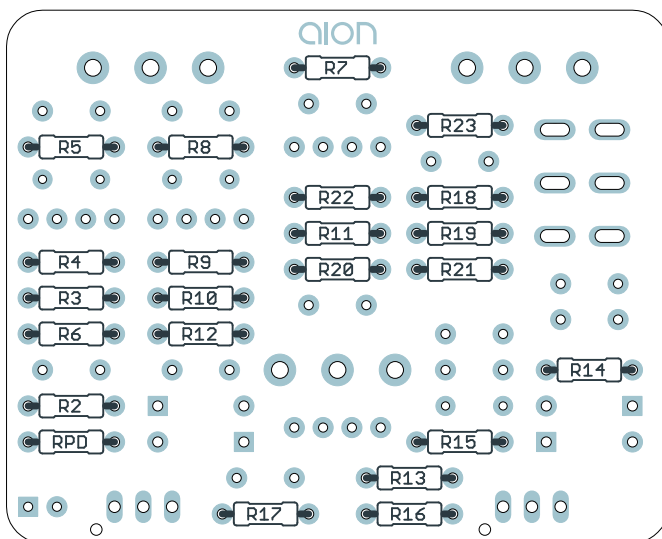 aion
R7
R23
R5 R8
R22 R18
R11 R19
R4 R9 R20 R21
R3 R10
R6 R12
R14
R2
RPD R15
R13
R17 R16